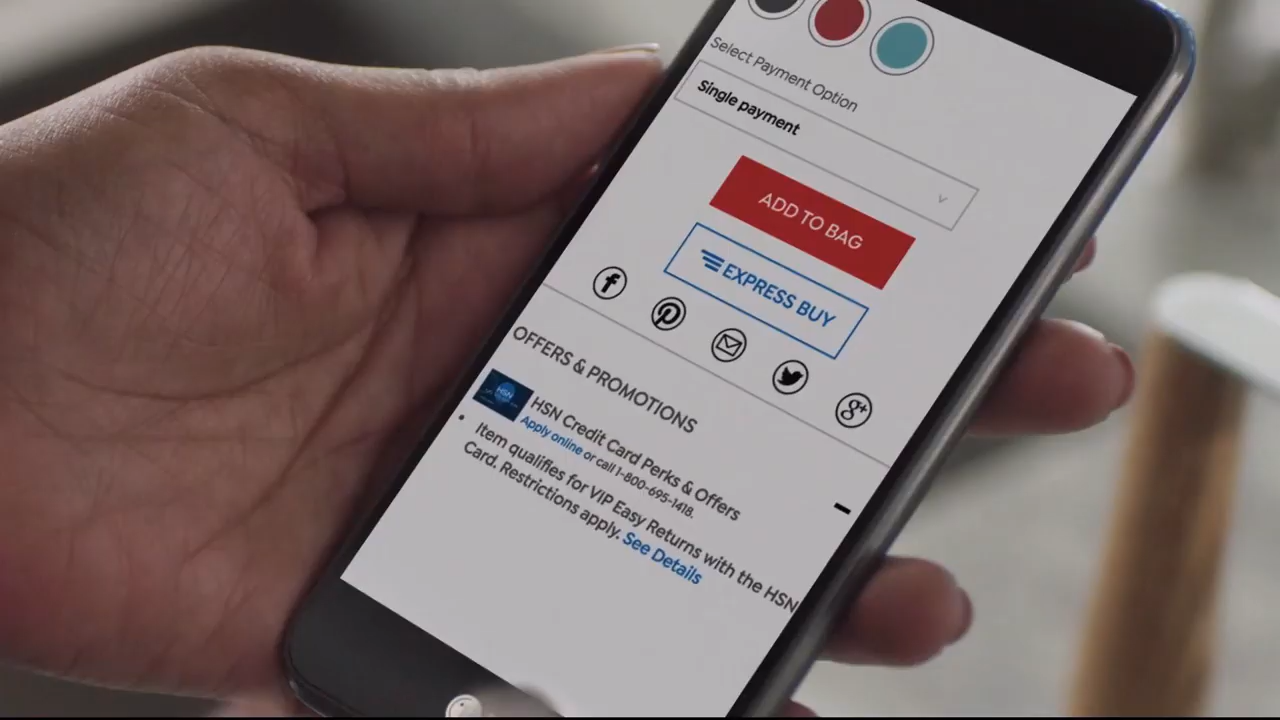 Select Payment Option
Single payment
ADD TO BAG
EXPRESS BUY
OFFERS & PROMOTIONS
HSN
HSN Credit Card Perks & Offers
Apply online or call 1-800-695-1418.
Item qualifies for VIP Easy Returns with the HSN
Card. Restrictions apply. See Details